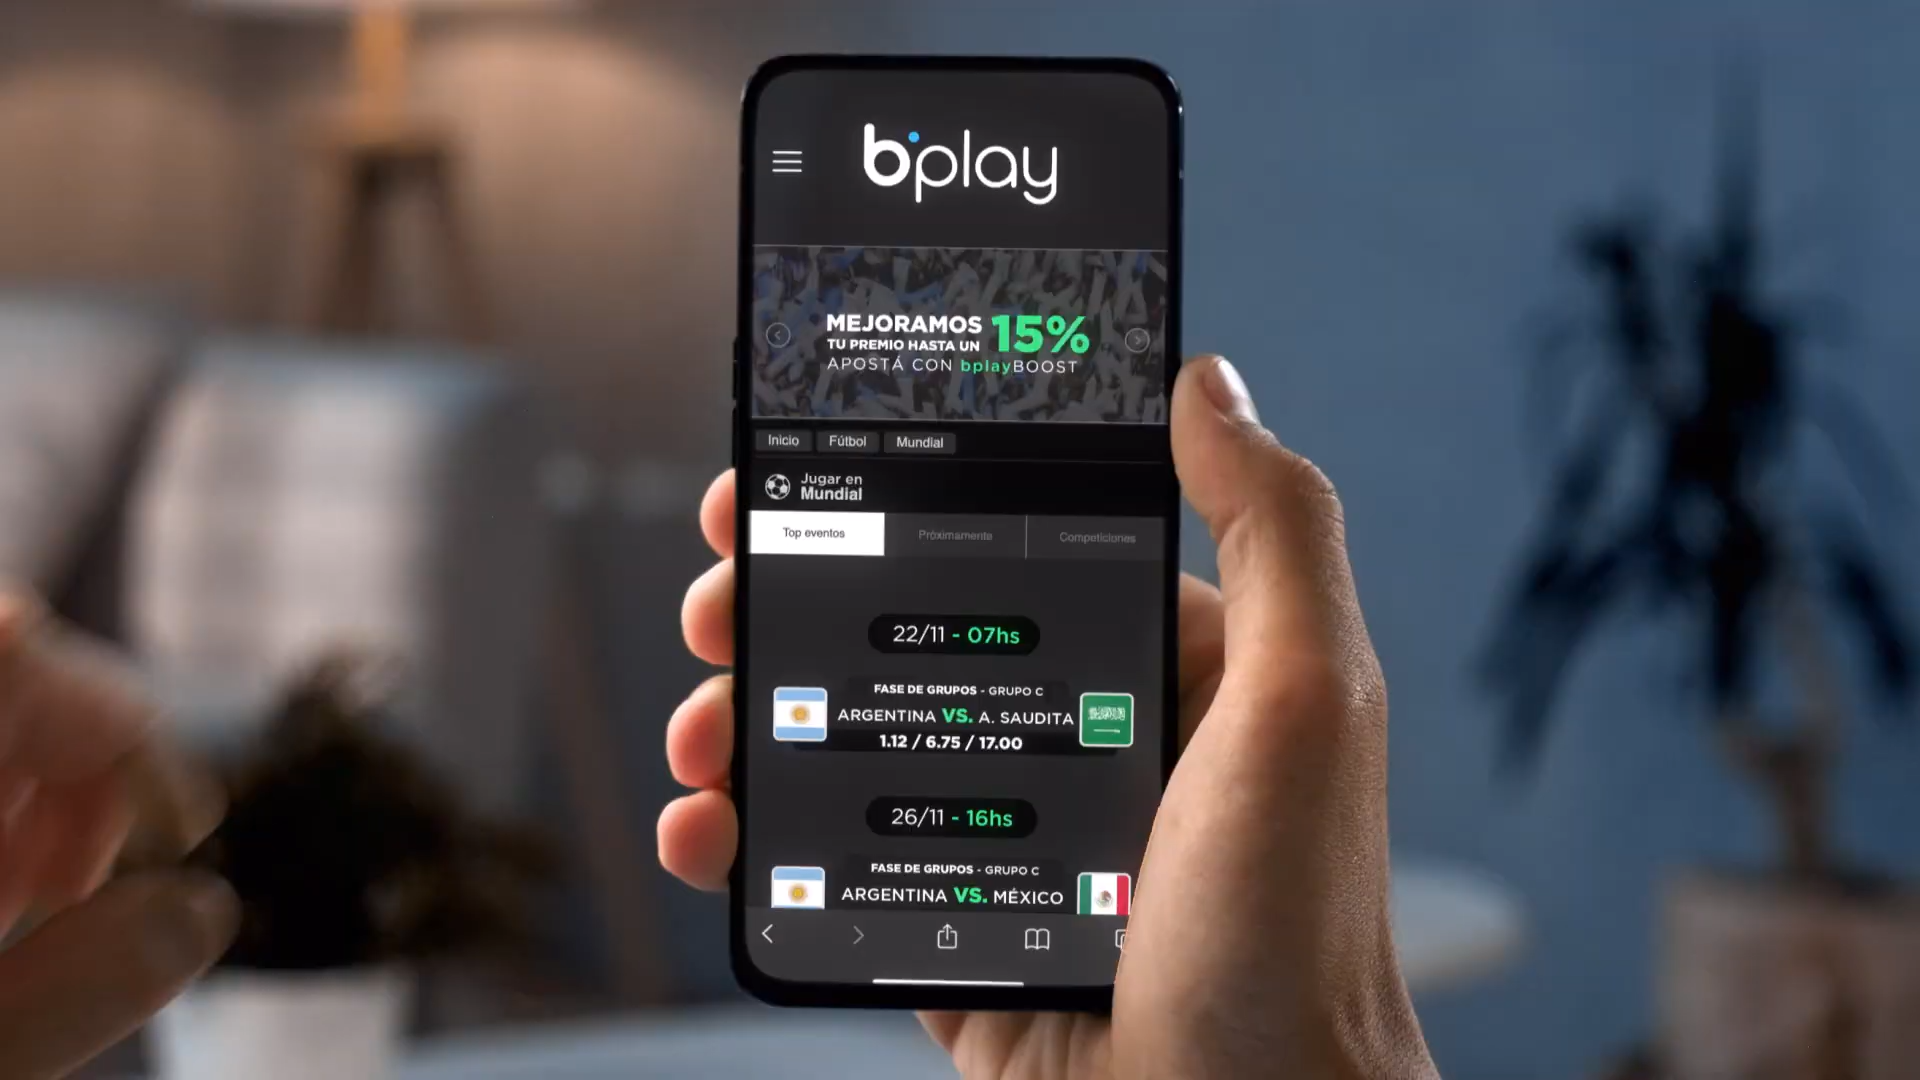 bplay
MEJORAMOS 15%
TU PREMIO HASTA UN
APOSTÁ CON bplayBOOST
Inicio Fútbol Mundial
Jugar en
Mundial
Top eventos Próximamente Competiciones
22/11 - 07hs
FASE DE GRUPOS - GRUPO C
ARGENTINA VS. A. SAUDITA
1.12 / 6.75 / 17.00
26/11 - 16hs
FASE DE GRUPOS - GRUPO C
ARGENTINA VS. MÉXICO